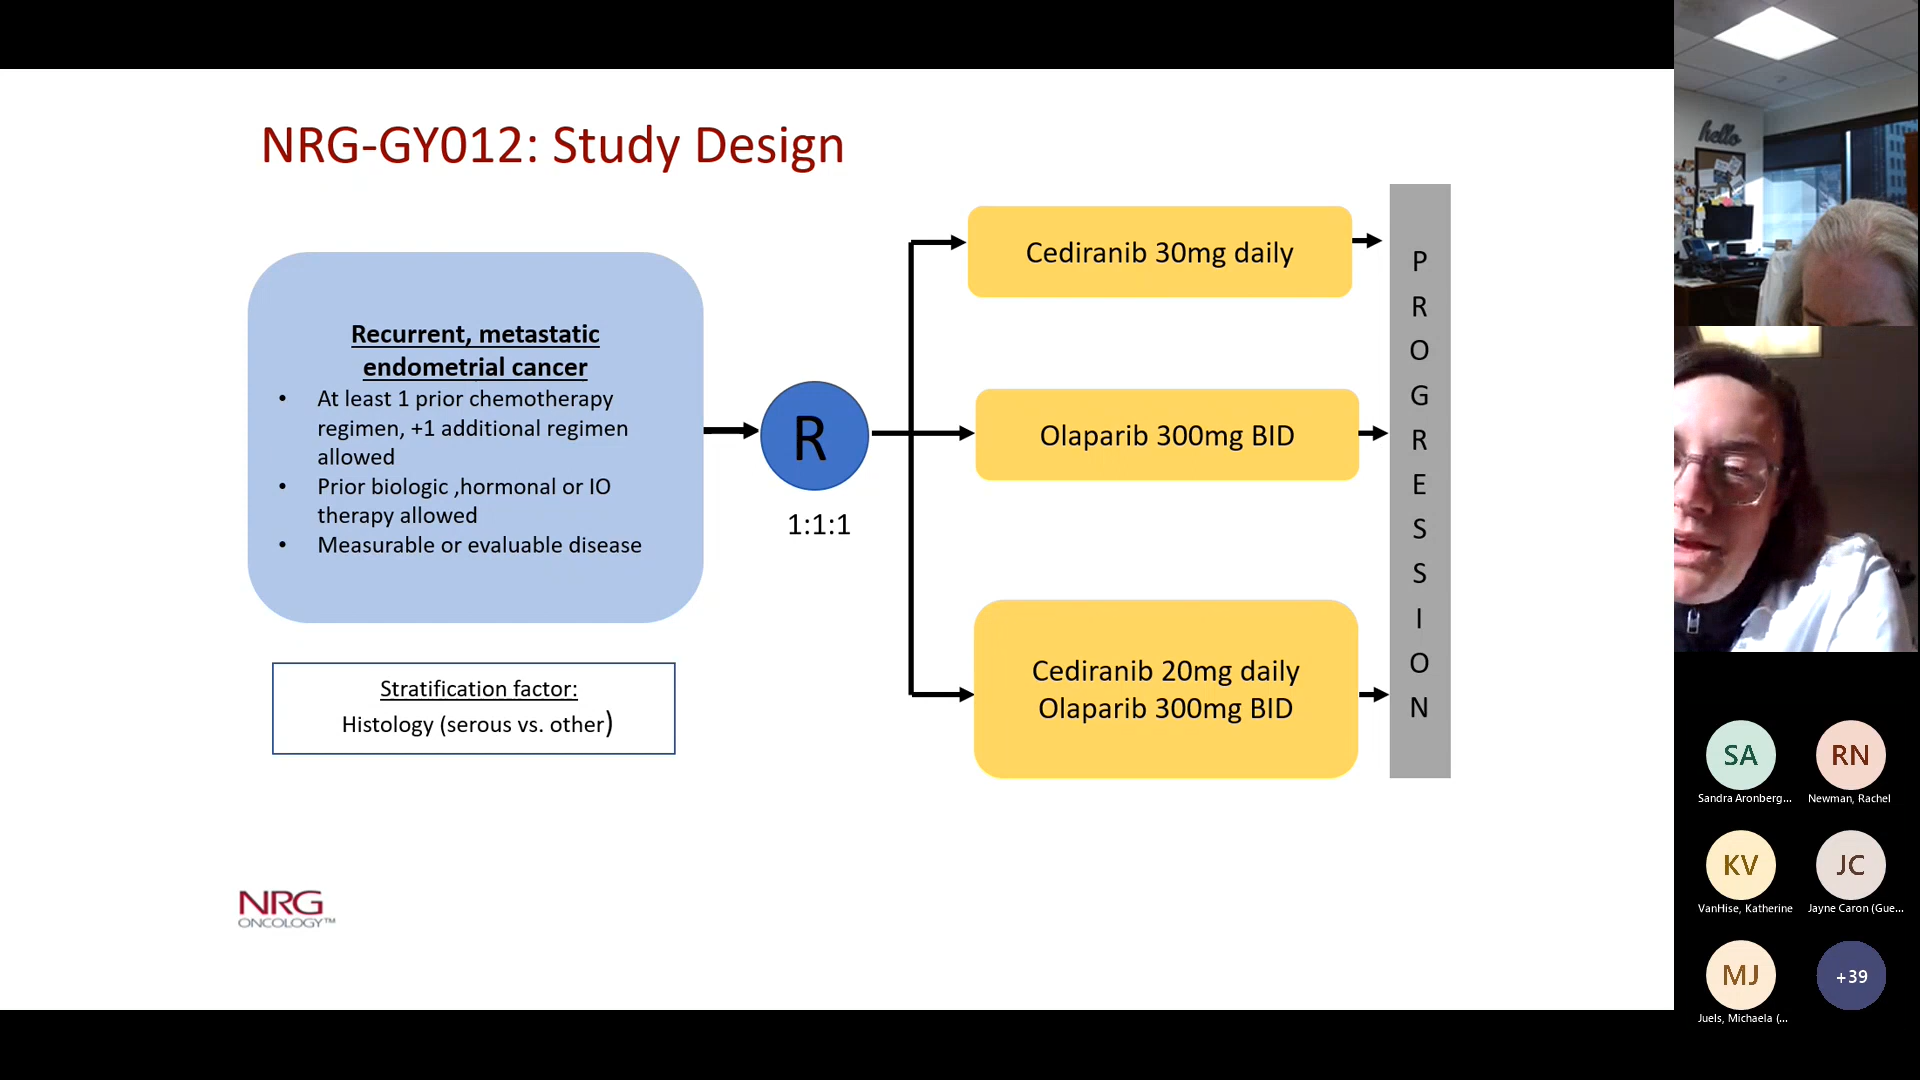 NRG-GY012: Study Design
Recurrent, metastatic
endometrial cancer
• At least 1 prior chemotherapy
regimen, +1 additional regimen
allowed
• Prior biologic ,hormonal or IO
therapy allowed
• Measurable or evaluable disease
Stratification factor:
Histology (serous vs. other)
R
1:1:1
Cediranib 30mg daily
Olaparib 300mg BID
Cediranib 20mg daily
Olaparib 300mg BID
P
R
O
G
R
E
S
S
I
O
N
NRG
ONCOLOGY™
hello
SA
Sandra Aronberg...
RN
Newman, Rachel
KV
VanHise, Katherine
JC
Jayne Caron (Gue...
MJ
Juels, Michaela (...
+39